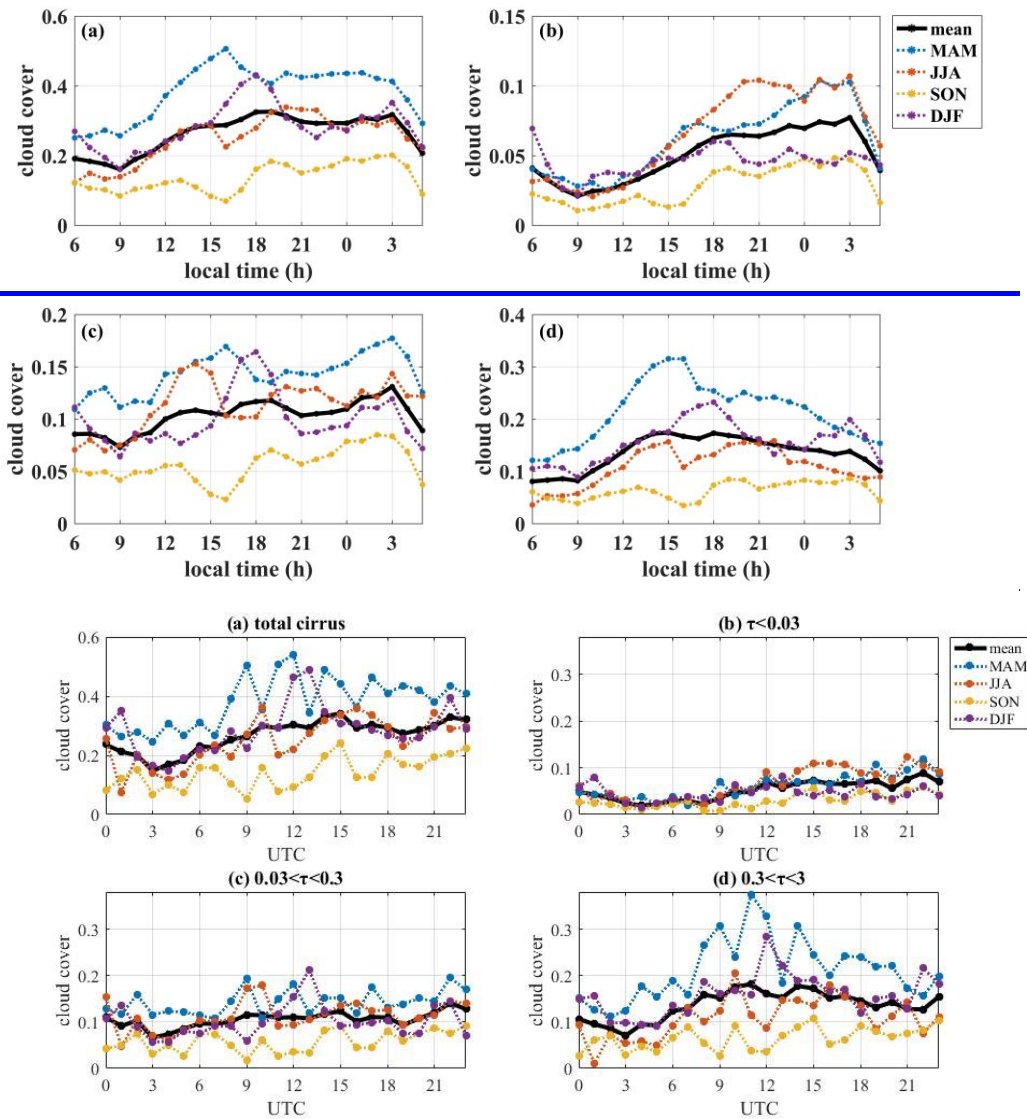 (a)
0.6
0.4
0.2
0
cloud cover
6 9 12 15 18 21 0 3
local time (h)
(b)
0.15
0.1
0.05
0
cloud cover
6 9 12 15 18 21 0 3
local time (h)
mean
MAM
JJA
SON
DJF
(c)
0.2
0.15
0.1
0.05
0
cloud cover
6 9 12 15 18 21 0 3
local time (h)
(d)
0.4
0.3
0.2
0.1
0
cloud cover
6 9 12 15 18 21 0 3
local time (h)
(a) total cirrus
0.6
0.4
0.2
0
cloud cover
0 3 6 9 12 15 18 21
UTC
(b) τ<0.03
0.3
0.2
0.1
0
cloud cover
0 3 6 9 12 15 18 21
UTC
mean
MAM
JJA
SON
DJF
(c) 0.03<τ<0.3
0.3
0.2
0.1
0
cloud cover
0 3 6 9 12 15 18 21
UTC
(d) 0.3<τ<3
0.3
0.2
0.1
0
cloud cover
0 3 6 9 12 15 18 21
UTC